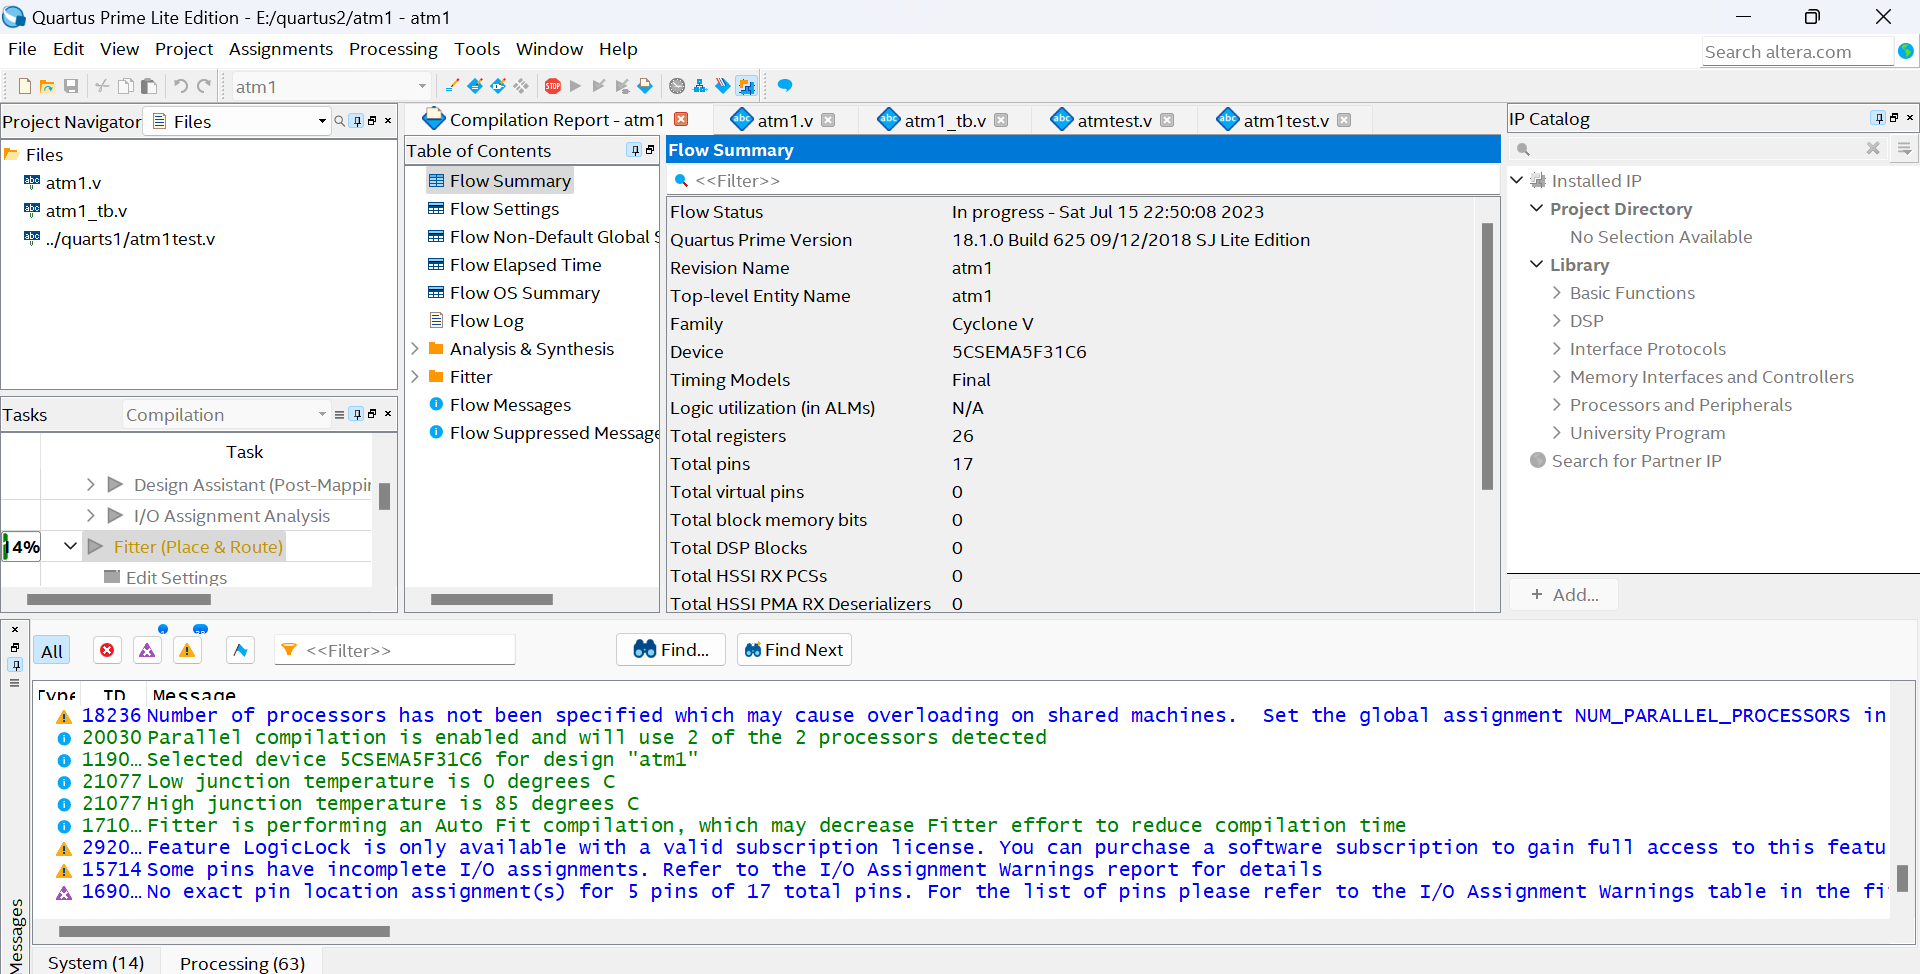 Quartus Prime Lite Edition - E:/quartus2/atm1 - atm1
File Edit View Project Assignments Processing Tools Window Help
Search altera.com
atm1
STOP
Project Navigator Files
Files
atm1.v
atm1_tb.v
../quarts1/atm1test.v
Tasks Compilation
Task
Design Assistant (Post-Mappin
I/O Assignment Analysis
14% Fitter (Place & Route)
Edit Settings
Compilation Report - atm1 atm1.v atm1_tb.v atmtest.v atm1test.v
Table of Contents
Flow Summary
Flow Settings
Flow Non-Default Global S
Flow Elapsed Time
Flow OS Summary
Flow Log
Analysis & Synthesis
Fitter
Flow Messages
Flow Suppressed Message
Flow Summary
<<Filter>>
Flow Status In progress - Sat Jul 15 22:50:08 2023
Quartus Prime Version 18.1.0 Build 625 09/12/2018 SJ Lite Edition
Revision Name atm1
Top-level Entity Name atm1
Family Cyclone V
Device 5CSEMA5F31C6
Timing Models Final
Logic utilization (in ALMs) N/A
Total registers 26
Total pins 17
Total virtual pins 0
Total block memory bits 0
Total DSP Blocks 0
Total HSSI RX PCSs 0
Total HSSI PMA RX Deserializers 0
IP Catalog
Installed IP
Project Directory
No Selection Available
Library
Basic Functions
DSP
Interface Protocols
Memory Interfaces and Controllers
Processors and Peripherals
University Program
Search for Partner IP
+ Add...
All <<Filter>> Find... Find Next
Type ID Message
18236 Number of processors has not been specified which may cause overloading on shared machines. Set the global assignment NUM_PARALLEL_PROCESSORS in
20030 Parallel compilation is enabled and will use 2 of the 2 processors detected
1190... Selected device 5CSEMA5F31C6 for design "atm1"
21077 Low junction temperature is 0 degrees C
21077 High junction temperature is 85 degrees C
1710... Fitter is performing an Auto Fit compilation, which may decrease Fitter effort to reduce compilation time
2920... Feature LogicLock is only available with a valid subscription license. You can purchase a software subscription to gain full access to this featu
15714 Some pins have incomplete I/O assignments. Refer to the I/O Assignment Warnings report for details
1690... No exact pin location assignment(s) for 5 pins of 17 total pins. For the list of pins please refer to the I/O Assignment Warnings table in the fi
Messages
System (14) Processing (63)